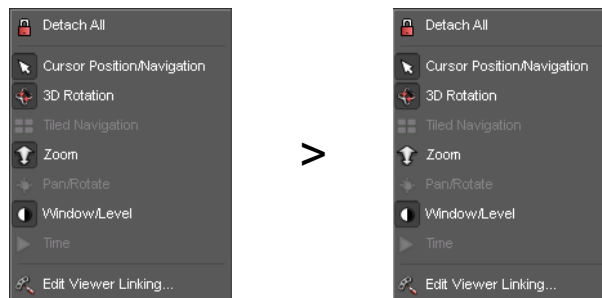 Detach All
Cursor Position/Navigation
3D Rotation
Tiled Navigation
Zoom
Pan/Rotate
Window/Level
Time
Edit Viewer Linking...
>
Detach All
Cursor Position/Navigation
3D Rotation
Tiled Navigation
Zoom
Pan/Rotate
Window/Level
Time
Edit Viewer Linking...